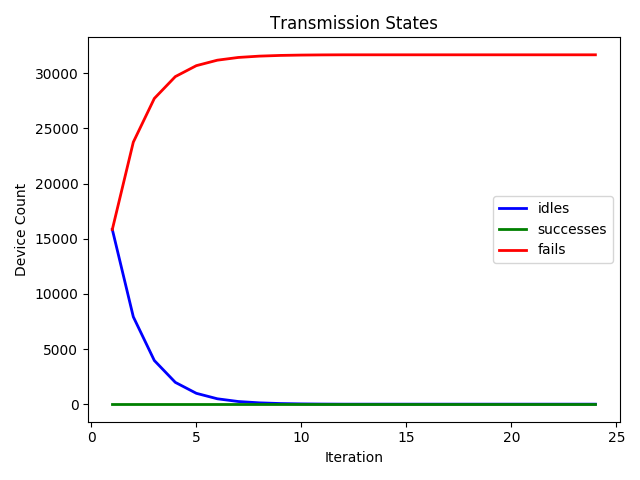 Transmission States
Device Count
30000
25000
20000
15000
10000
5000
0
idles
successes
fails
0 5 10 15 20 25
Iteration